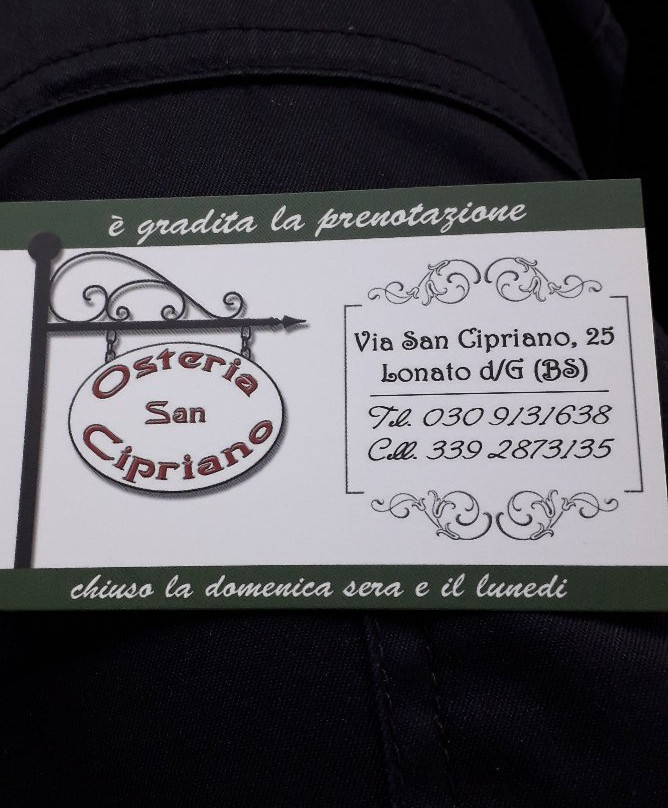 è gradita la prenotazione
Osteria
San
Cipriano
Via San Cipriano, 25
Lonato d/G (BS)
Tel. 030 9131638
Cell. 339 2873135
chiuso la domenica sera e il lunedi